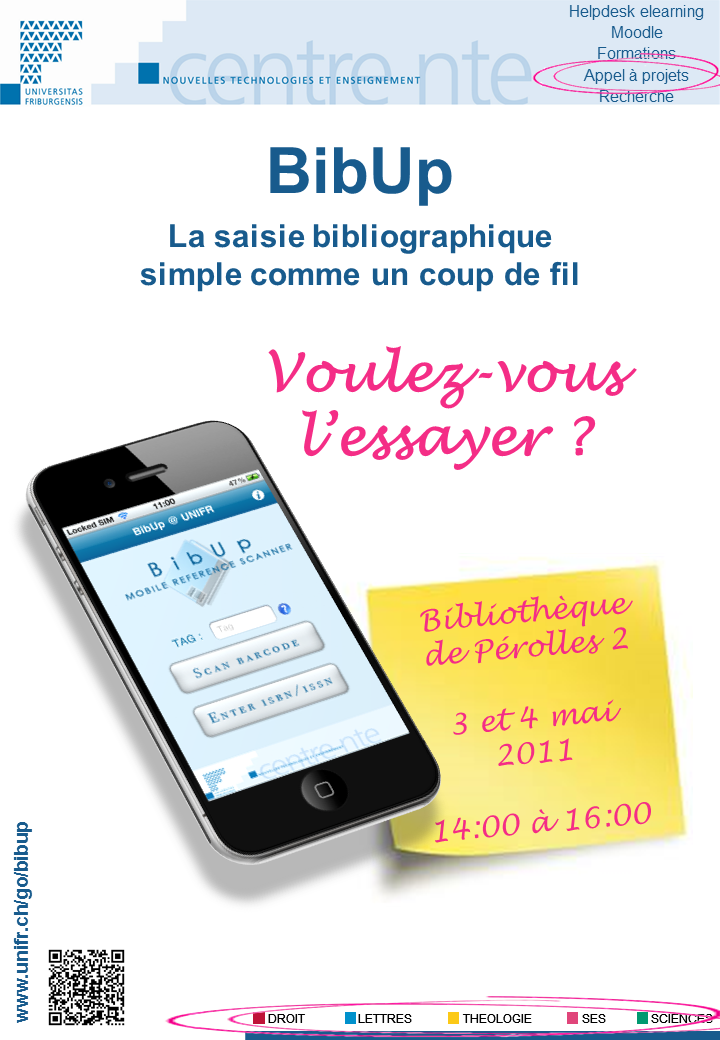 Helpdesk elearning
Moodle
Formations
Appel à projets
Recherche
UNIVERSITAS
FRIBURGENSIS
centre nte
NOUVELLES TECHNOLOGIES ET ENSEIGNEMENT
BibUp
La saisie bibliographique
simple comme un coup de fil
Voulez-vous
l'essayer ?
Locked SIM 11:00 47%
BibUp @ UNIFR
BibUp
MOBILE REFERENCE SCANNER
TAG : Tag ?
SCAN BARCODE
ENTER ISBN/ISSN
centre nte
Bibliothèque
de Pérolles 2
3 et 4 mai
2011
14:00 à 16:00
www.unifr.ch/go/bibup
DROIT LETTRES THEOLOGIE SES SCIENCES